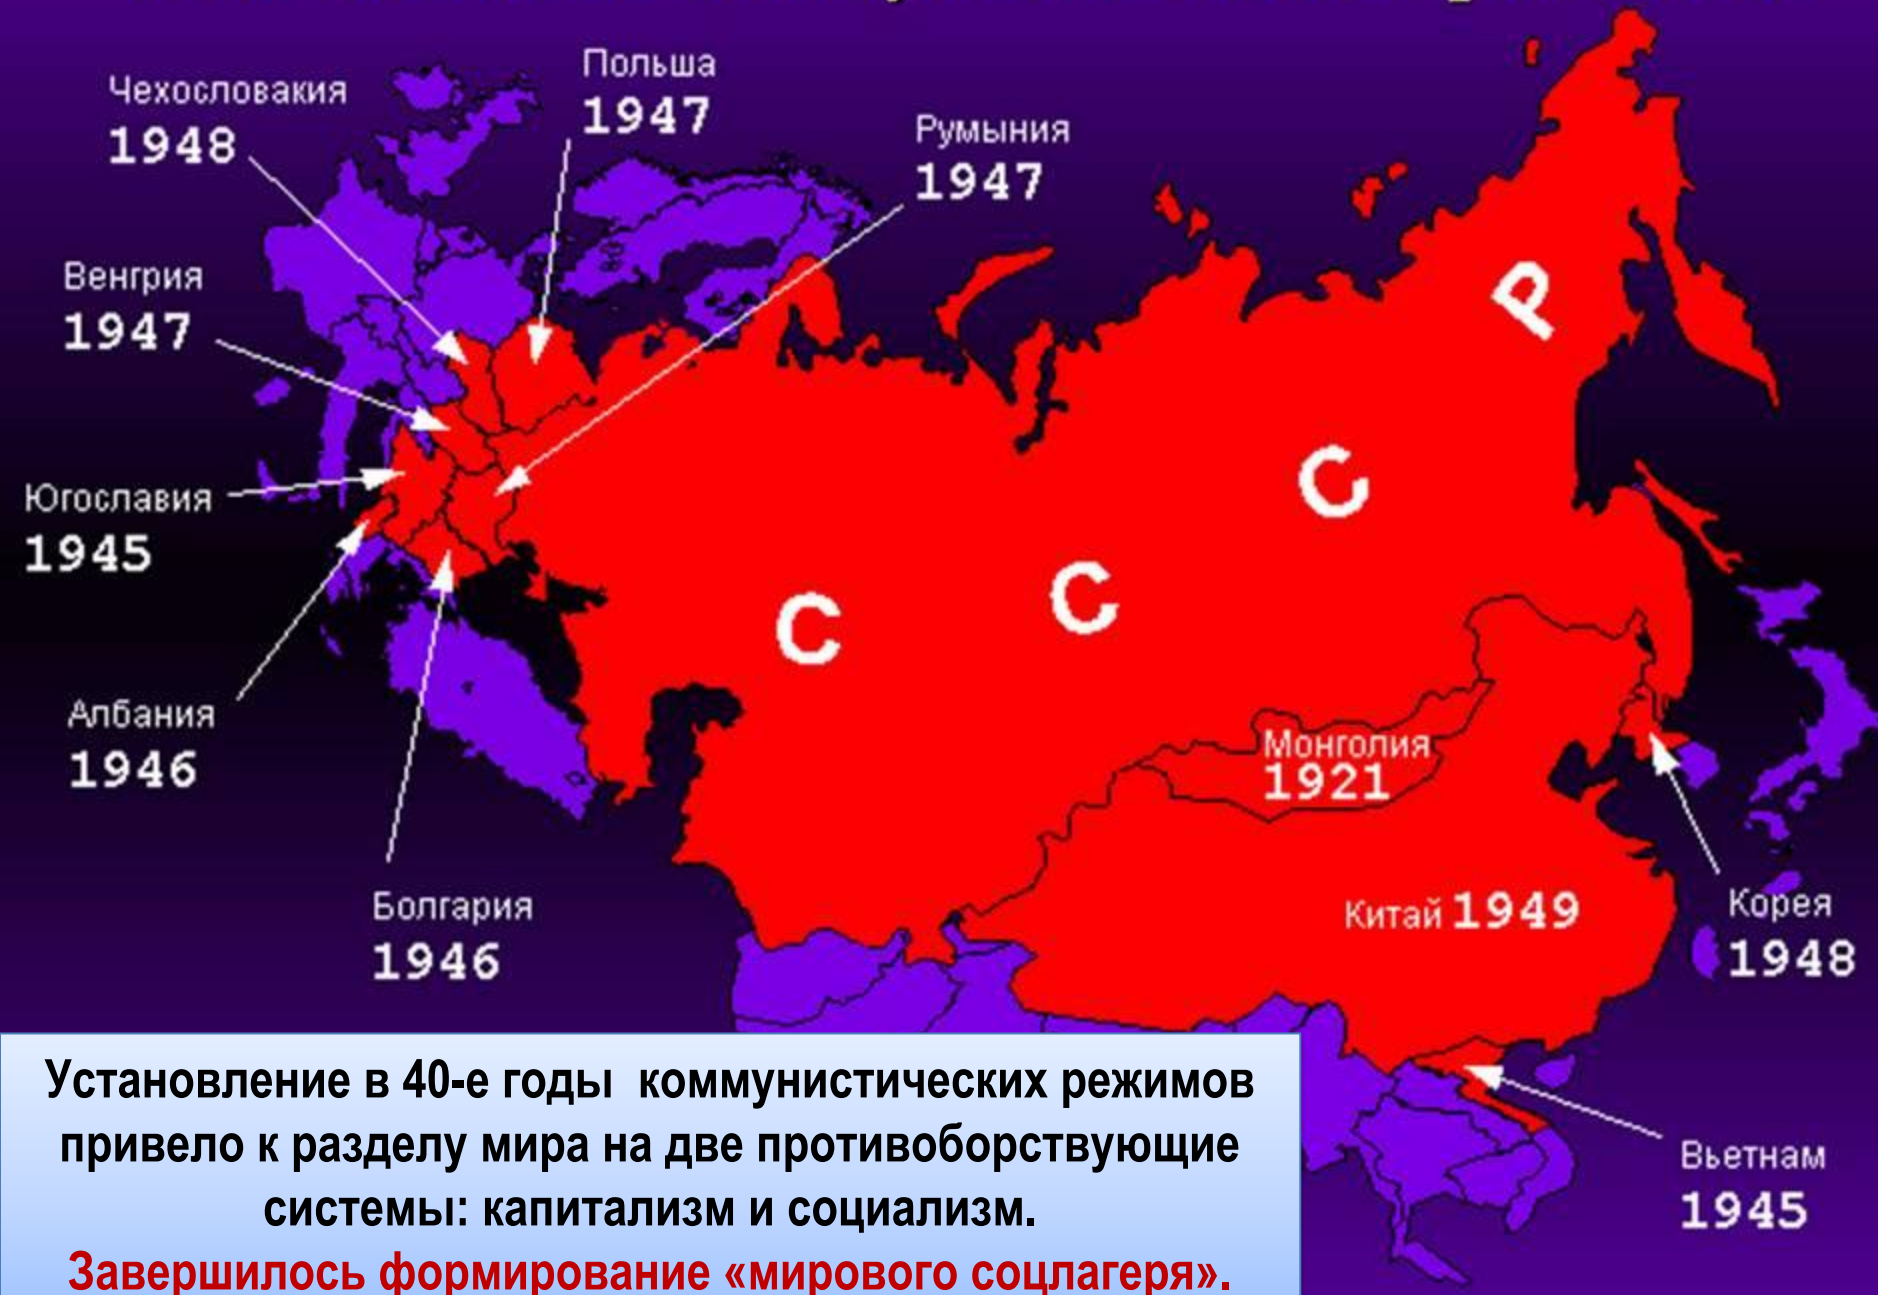 Чехословакия
1948
Польша
1947
Румыния
1947
Венгрия
1947
Югославия
1945
Албания
1946
Болгария
1946
С С С Р
Монголия
1921
Китай 1949
Корея
1948
Вьетнам
1945
Установление в 40-е годы коммунистических режимов
привело к разделу мира на две противоборствующие
системы: капитализм и социализм.
Завершилось формирование «мирового соцлагеря».